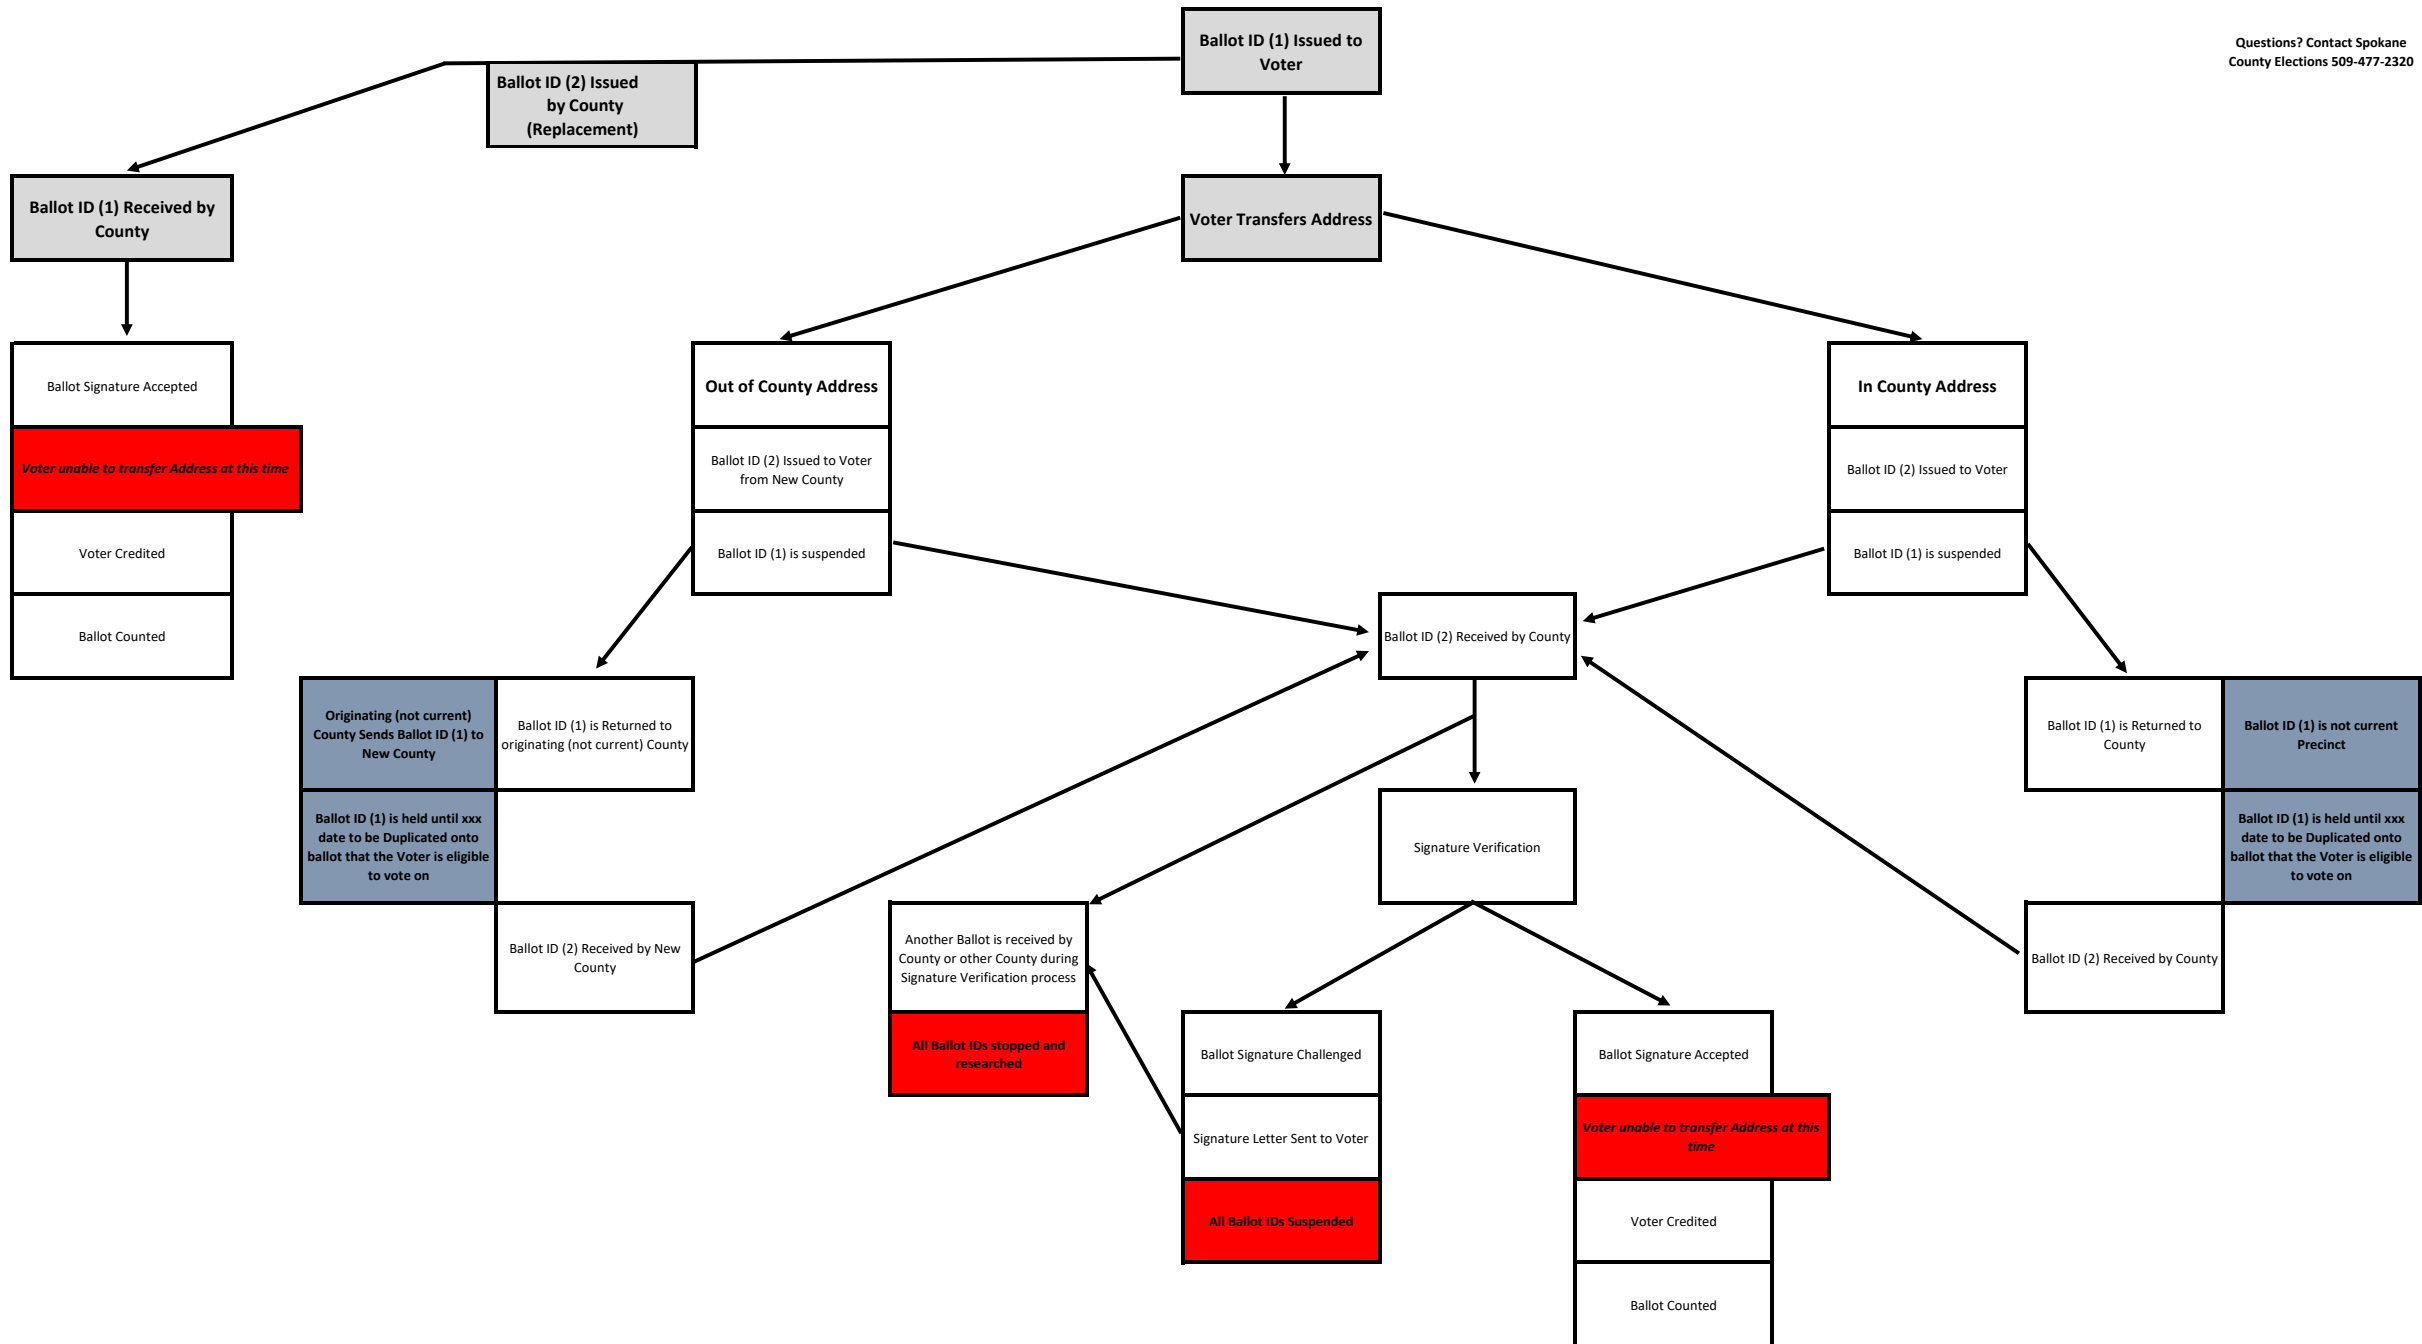 Ballot ID (1) Issued to
Voter
Questions? Contact Spokane
County Elections 509-477-2320
Ballot ID (2) Issued
by County
(Replacement)
Ballot ID (1) Received by
County
Voter Transfers Address
Ballot Signature Accepted
Voter unable to transfer Address at this time
Voter Credited
Ballot Counted
Out of County Address
Ballot ID (2) Issued to Voter
from New County
Ballot ID (1) is suspended
In County Address
Ballot ID (2) Issued to Voter
Ballot ID (1) is suspended
Ballot ID (2) Received by County
Originating (not current)
County Sends Ballot ID (1) to
New County
Ballot ID (1) is Returned to
originating (not current) County
Ballot ID (1) is held until xxx
date to be Duplicated onto
ballot that the Voter is eligible
to vote on
Ballot ID (2) Received by New
County
Ballot ID (1) is Returned to
County
Ballot ID (1) is not current
Precinct
Ballot ID (1) is held until xxx
date to be Duplicated onto
ballot that the Voter is eligible
to vote on
Ballot ID (2) Received by County
Signature Verification
Another Ballot is received by
County or other County during
Signature Verification process
All Ballot IDs stopped and
researched
Ballot Signature Challenged
Signature Letter Sent to Voter
All Ballot IDs Suspended
Ballot Signature Accepted
Voter unable to transfer Address at this
time
Voter Credited
Ballot Counted